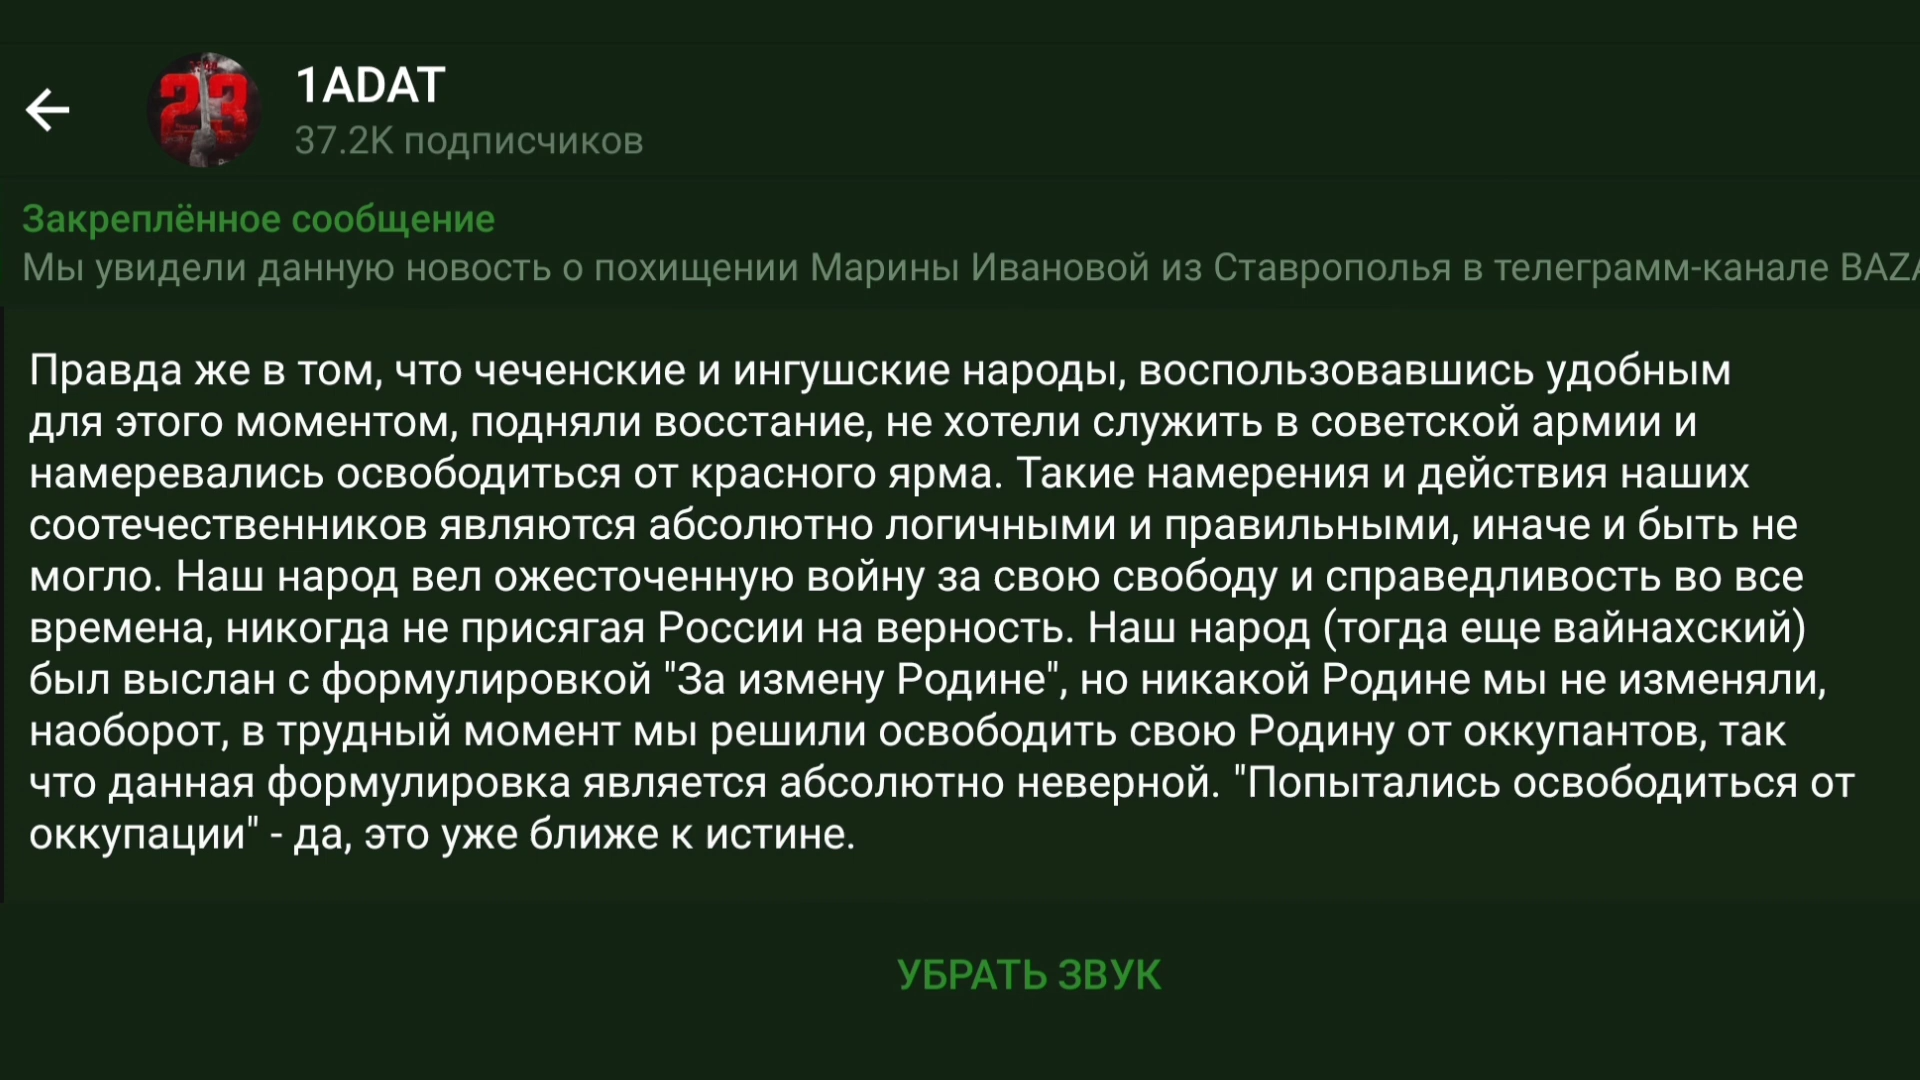 1ADAT
37.2K подписчиков
Закреплённое сообщение
Мы увидели данную новость о похищении Марины Ивановой из Ставрополья в телеграмм-канале BAZA
Правда же в том, что чеченские и ингушские народы, воспользовавшись удобным
для этого моментом, подняли восстание, не хотели служить в советской армии и
намеревались освободиться от красного ярма. Такие намерения и действия наших
соотечественников являются абсолютно логичными и правильными, иначе и быть не
могло. Наш народ вел ожесточенную войну за свою свободу и справедливость во все
времена, никогда не присягая России на верность. Наш народ (тогда еще вайнахский)
был выслан с формулировкой "За измену Родине", но никакой Родине мы не изменяли,
наоборот, в трудный момент мы решили освободить свою Родину от оккупантов, так
что данная формулировка является абсолютно неверной. "Попытались освободиться от
оккупации" - да, это уже ближе к истине.
УБРАТЬ ЗВУК
23